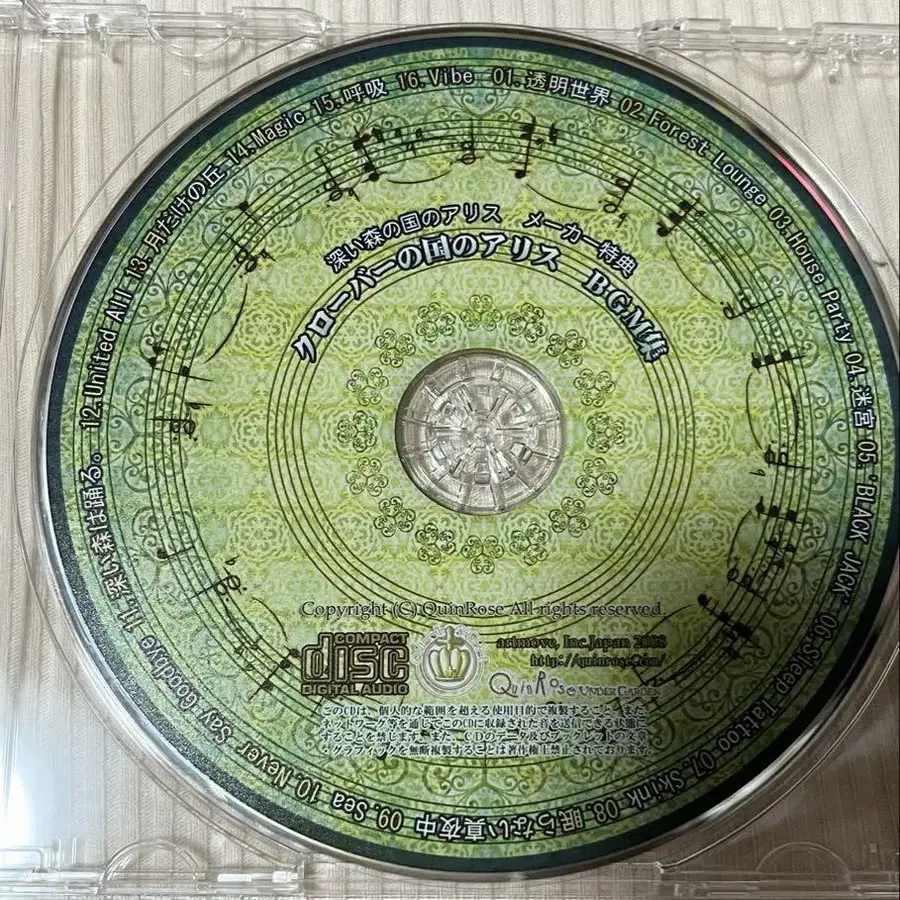 01.透明世界 02.Forest Lounge 03.House Party 04.迷宮 05."BLACK JACK" 06.Sheep Tattoo 07.Skink 08.眠らない真夜中 09.Sea 10.Never Say Goodbye 11.深い森は踊る。 12.United All! 13.月だけの丘 14.Magic 15.呼吸 16.Vibe
深い森の国のアリス メーカー特典
クローバーの国のアリス BGM集
Copyright (C) QuinRose All rights reserved.
COMPACT
disc
DIGITAL AUDIO
artmove, Inc.Japan 2008
http://quinrose.com/
QuinRose UNDER GARDEN
このCDは、個人的な範囲を超える使用目的で複製すること、また、
ネットワーク等を通じてこのCDに収録された音を送信できる状態に
することを禁じます。また、CDのデータ及びブックレットの文章
・グラフィックを無断複製することは著作権上禁止されております。